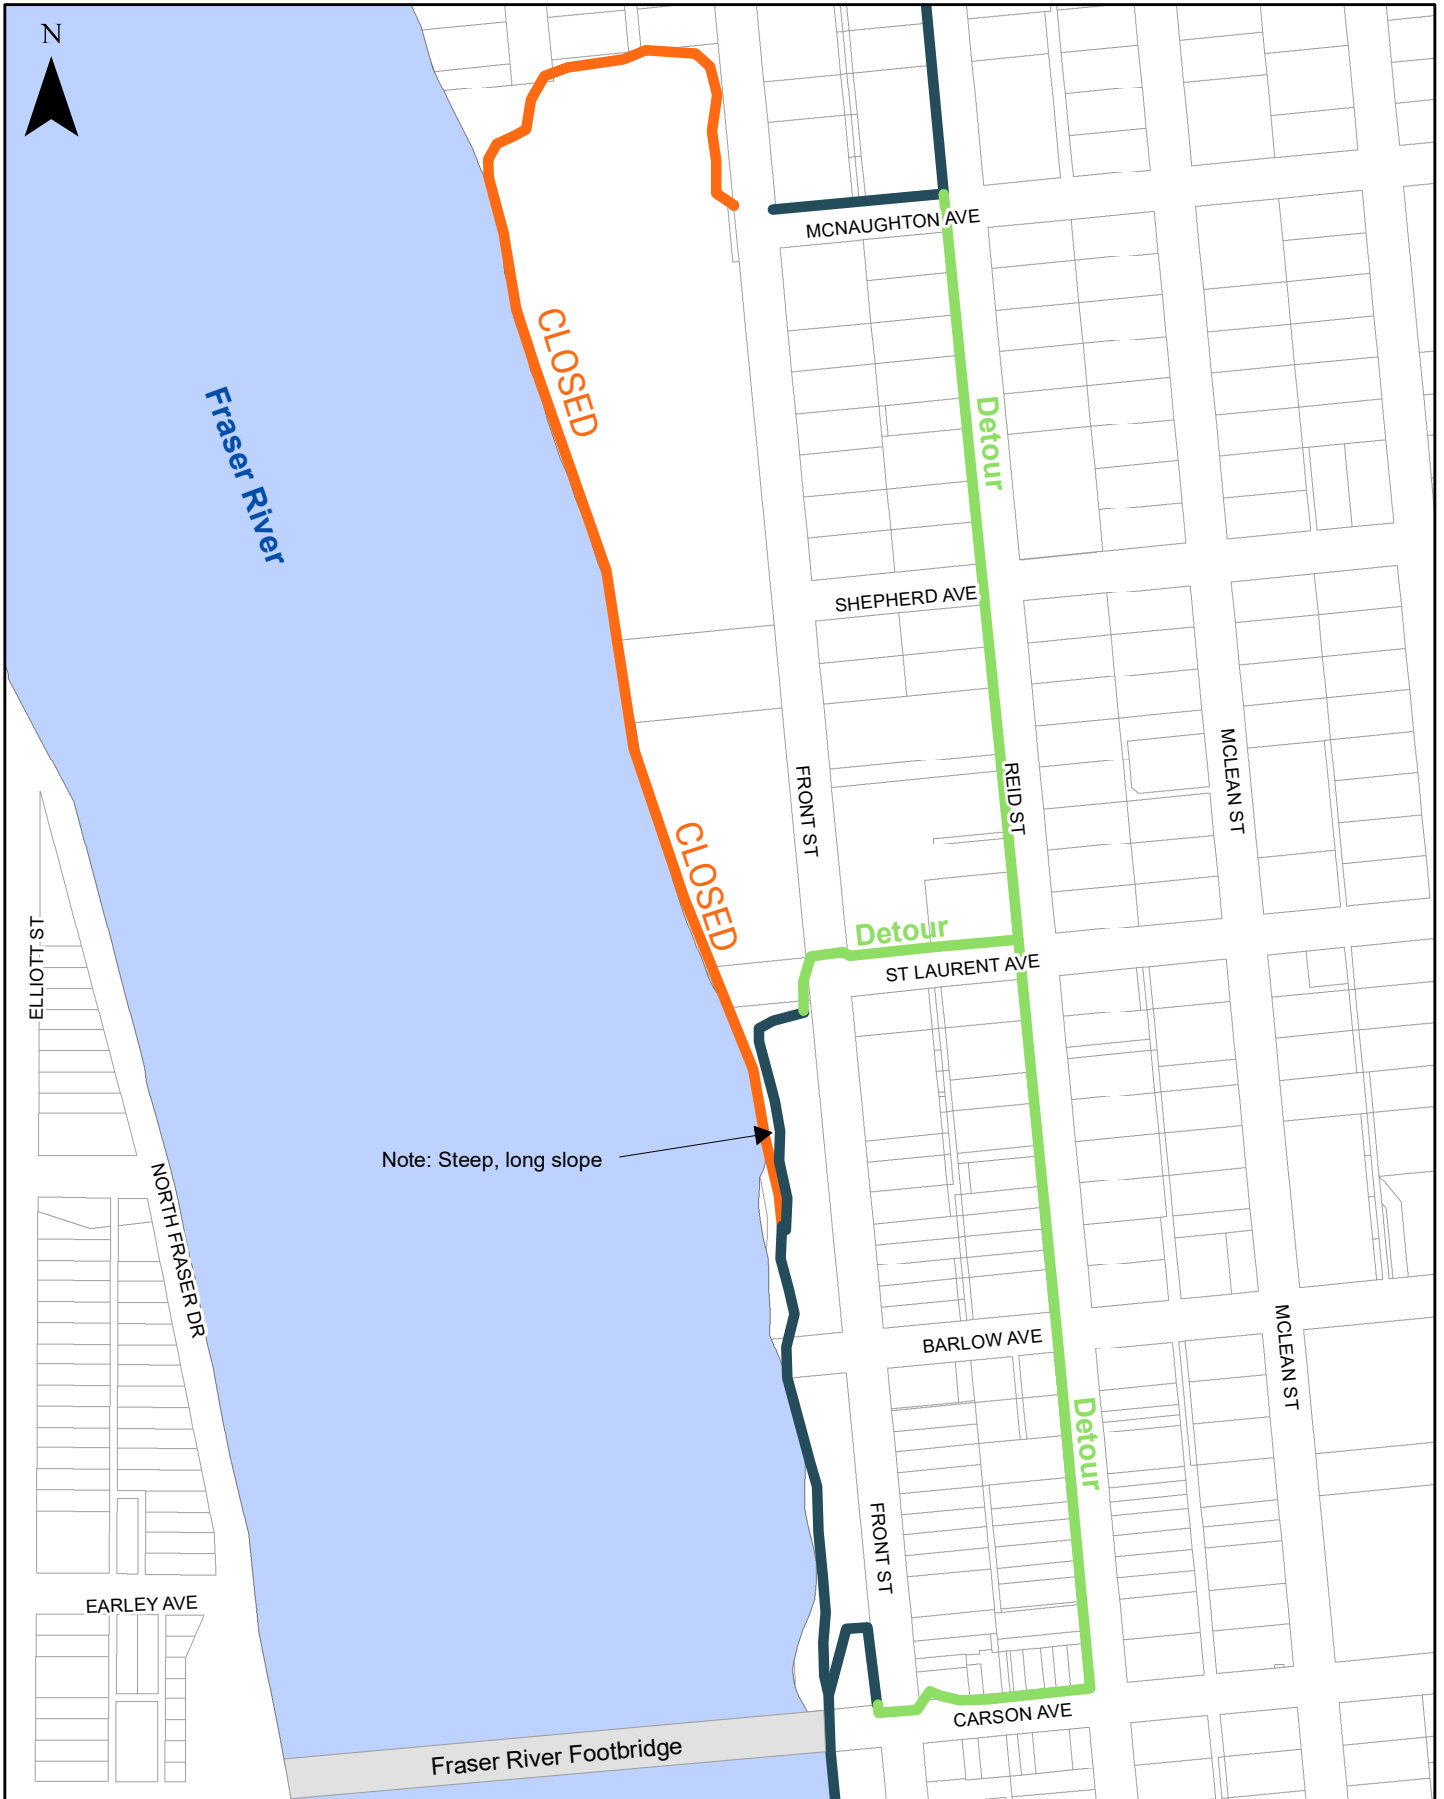 N
MCNAUGHTON AVE
CLOSED
Fraser River
Detour
SHEPHERD AVE
FRONT ST
REID ST
MCLEAN ST
CLOSED
ELLIOTT ST
Detour
ST LAURENT AVE
Note: Steep, long slope
NORTH FRASER DR
BARLOW AVE
MCLEAN ST
Detour
FRONT ST
EARLEY AVE
CARSON AVE
Fraser River Footbridge